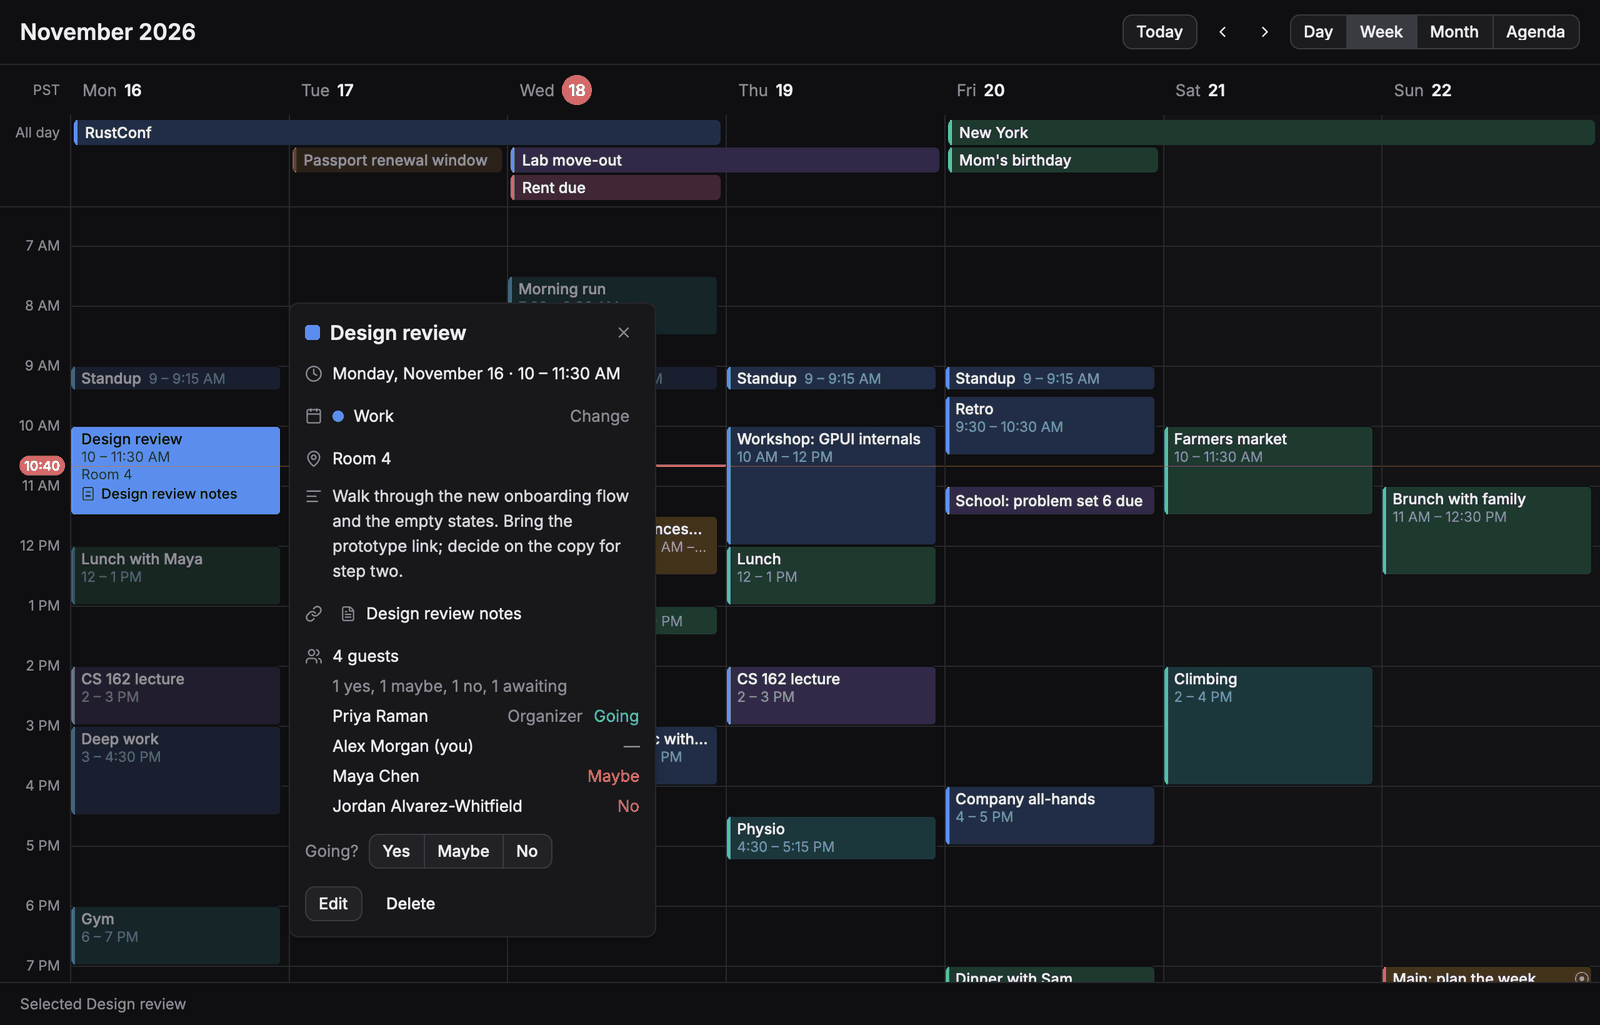 November 2026
Today
Day
Week
Month
Agenda
PST
Mon 16
Tue 17
Wed 18
Thu 19
Fri 20
Sat 21
Sun 22
All day
RustConf
New York
Passport renewal window
Lab move-out
Mom's birthday
Rent due
7 AM
8 AM
9 AM
10 AM
10:40
11 AM
12 PM
1 PM
2 PM
3 PM
4 PM
5 PM
6 PM
7 PM
Standup 9 – 9:15 AM
Design review
10 – 11:30 AM
Room 4
Design review notes
Lunch with Maya
12 – 1 PM
CS 162 lecture
2 – 3 PM
Deep work
3 – 4:30 PM
Gym
6 – 7 PM
Morning run
Design review
Monday, November 16 · 10 – 11:30 AM
Work
Change
Room 4
Walk through the new onboarding flow
and the empty states. Bring the
prototype link; decide on the copy for
step two.
Design review notes
4 guests
1 yes, 1 maybe, 1 no, 1 awaiting
Priya Raman Organizer Going
Alex Morgan (you) —
Maya Chen Maybe
Jordan Alvarez-Whitfield No
Going? Yes Maybe No
Edit Delete
nces...
AM –...
PM
c with...
PM
Standup 9 – 9:15 AM
Workshop: GPUI internals
10 AM – 12 PM
Lunch
12 – 1 PM
CS 162 lecture
2 – 3 PM
Physio
4:30 – 5:15 PM
Standup 9 – 9:15 AM
Retro
9:30 – 10:30 AM
School: problem set 6 due
Company all-hands
4 – 5 PM
Dinner with Sam
Farmers market
10 – 11:30 AM
Climbing
2 – 4 PM
Brunch with family
11 AM – 12:30 PM
Main: plan the week
Selected Design review